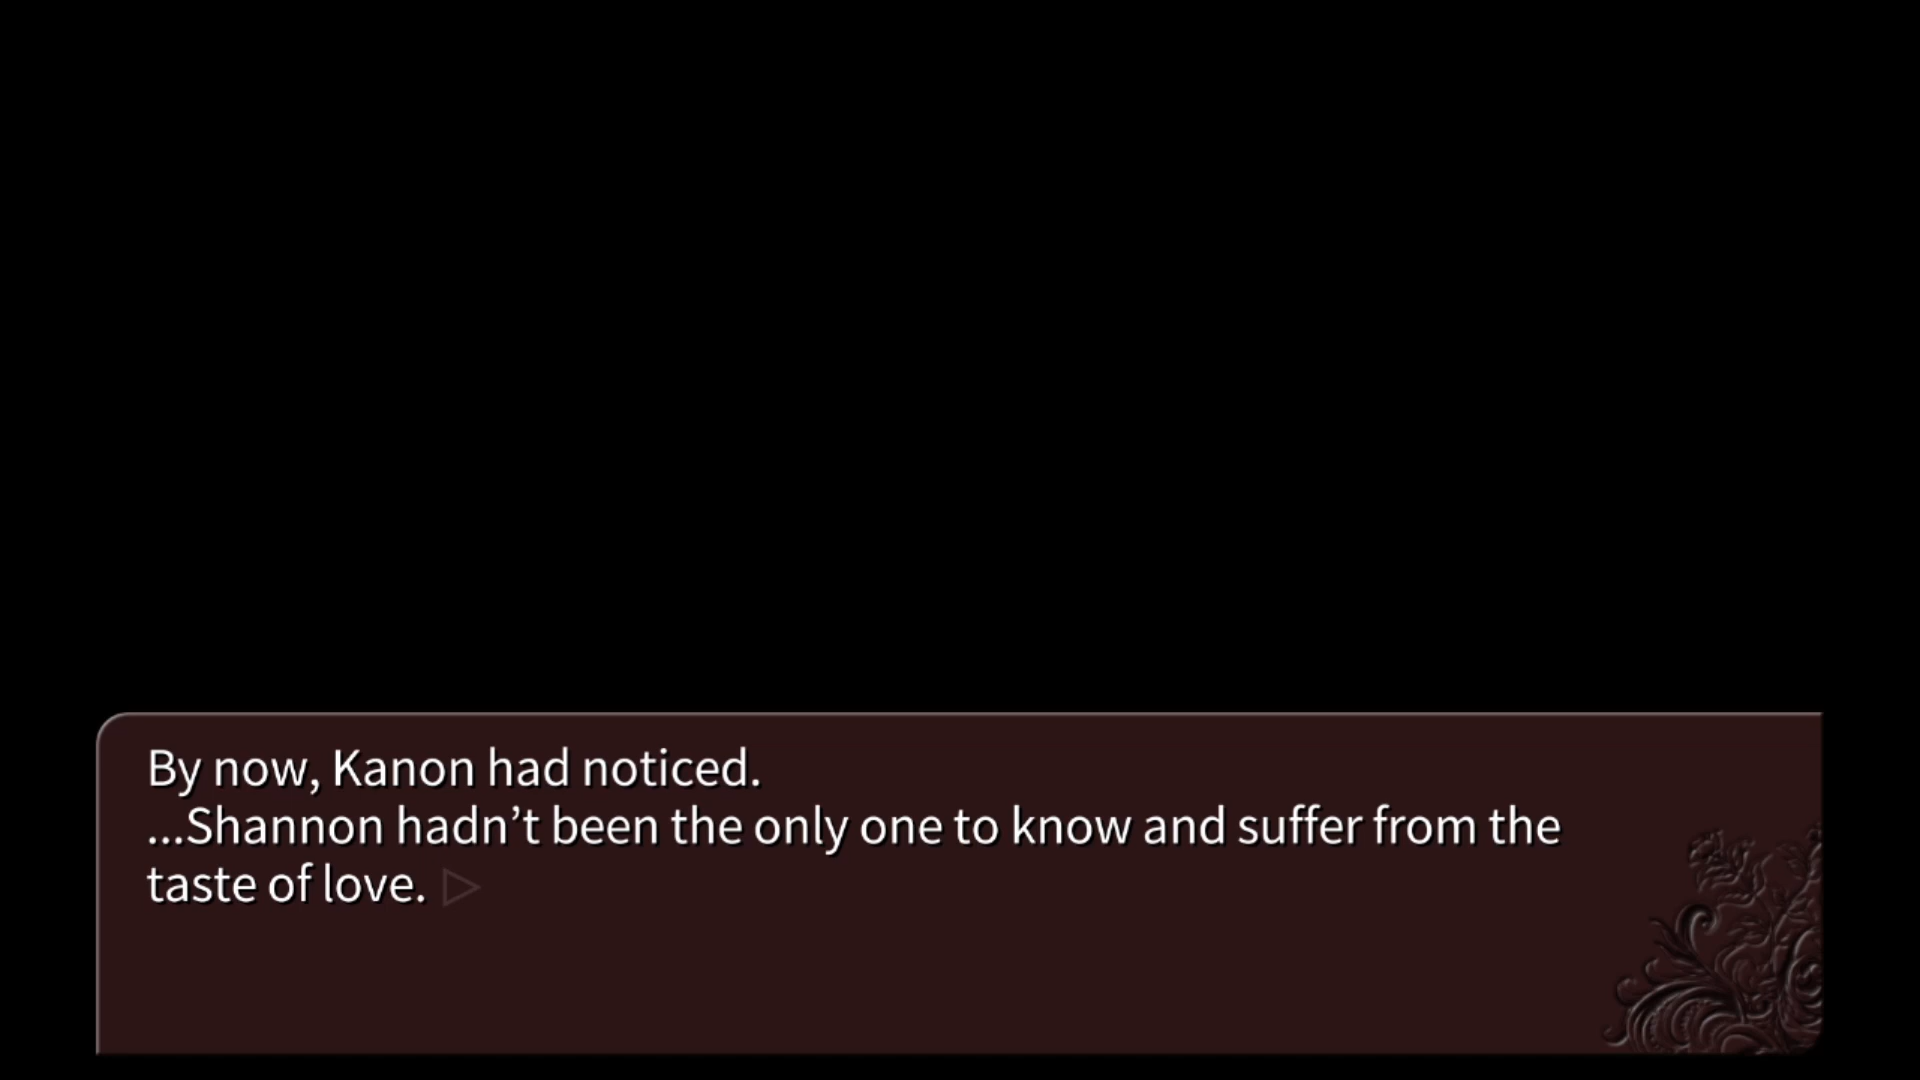 By now, Kanon had noticed.
...Shannon hadn’t been the only one to know and suffer from the
taste of love.